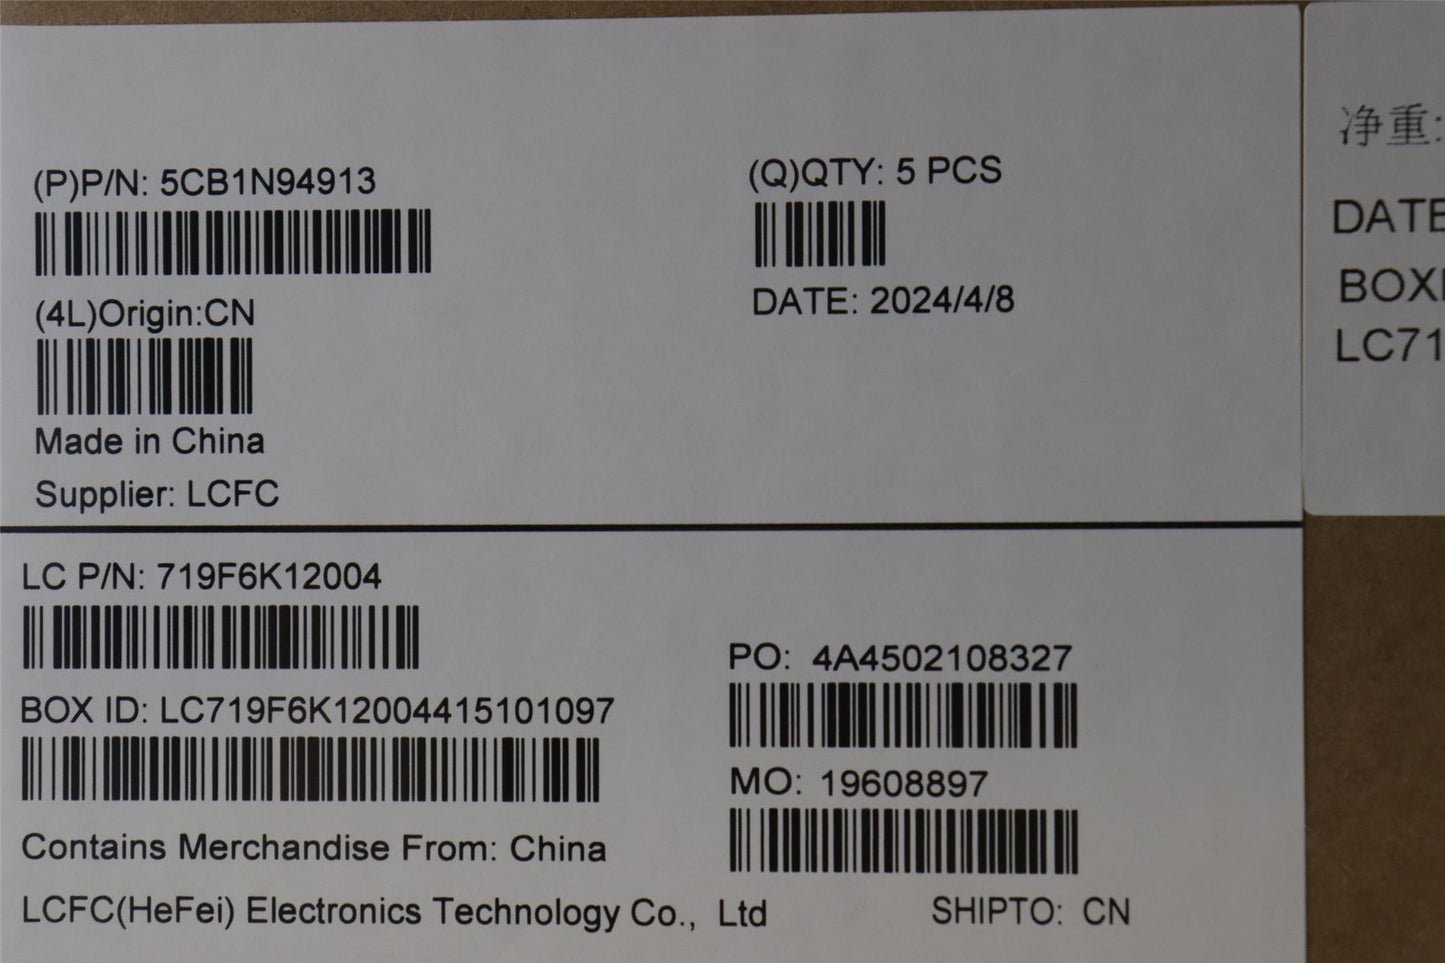 (P)P/N: 5CB1N94913
(Q)QTY: 5 PCS
(4L)Origin:CN
DATE: 2024/4/8
Made in China
Supplier: LCFC
LC P/N: 719F6K12004
PO: 4A4502108327
BOX ID: LC719F6K12004415101097
MO: 19608897
Contains Merchandise From: China
LCFC(HeFei) Electronics Technology Co., Ltd
SHIPTO: CN
净重:
DATE
BOXI
LC71